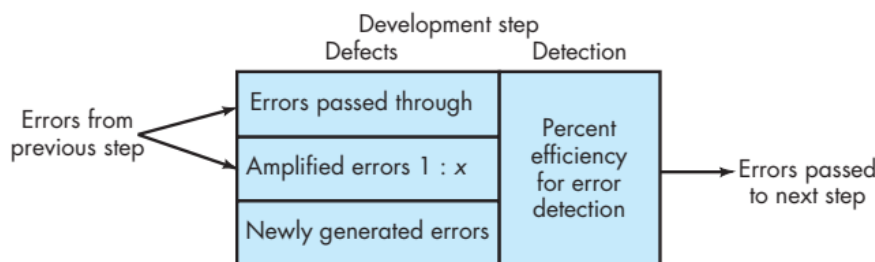 Development step
Defects
Detection
Errors from
previous step
Errors passed through
Amplified errors 1 : x
Newly generated errors
Percent
efficiency
for error
detection
Errors passed
to next step